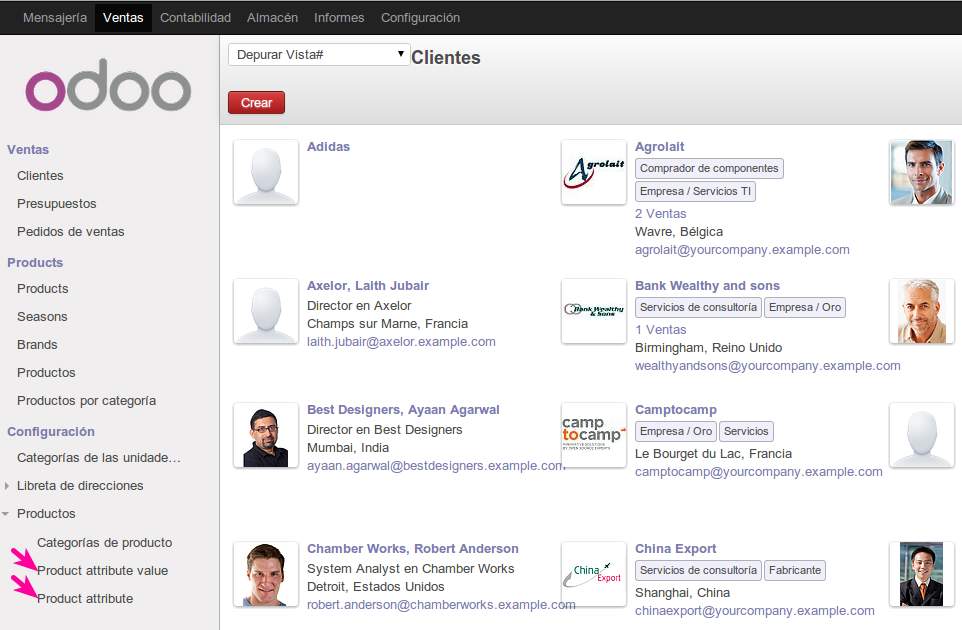 Mensajería Ventas Contabilidad Almacén Informes Configuración
odoo
Ventas
Clientes
Presupuestos
Pedidos de ventas
Products
Products
Seasons
Brands
Productos
Productos por categoría
Configuración
Categorías de las unidade…
Libreta de direcciones
Productos
Categorías de producto
Product attribute value
Product attribute
Depurar Vista#
Clientes
Crear
Adidas
Agrolait
Agrolait
Comprador de componentes
Empresa / Servicios TI
2 Ventas
Wavre, Bélgica
agrolait@yourcompany.example.com
Axelor, Laith Jubair
Director en Axelor
Champs sur Marne, Francia
laith.jubair@axelor.example.com
Bank Wealthy
& Sons
Bank Wealthy and sons
Servicios de consultoría Empresa / Oro
1 Ventas
Birmingham, Reino Unido
wealthyandsons@yourcompany.example.com
Best Designers, Ayaan Agarwal
Director en Best Designers
Mumbai, India
ayaan.agarwal@bestdesigners.example.com
camp
tocamp
INNOVATIVE SOLUTIONS
BY OPEN SOURCE EXPERTS
Camptocamp
Empresa / Oro Servicios
Le Bourget du Lac, Francia
camptocamp@yourcompany.example.com
Chamber Works, Robert Anderson
System Analyst en Chamber Works
Detroit, Estados Unidos
robert.anderson@chamberworks.example.com
China
Export
China Export
Servicios de consultoría Fabricante
Shanghai, China
chinaexport@yourcompany.example.com